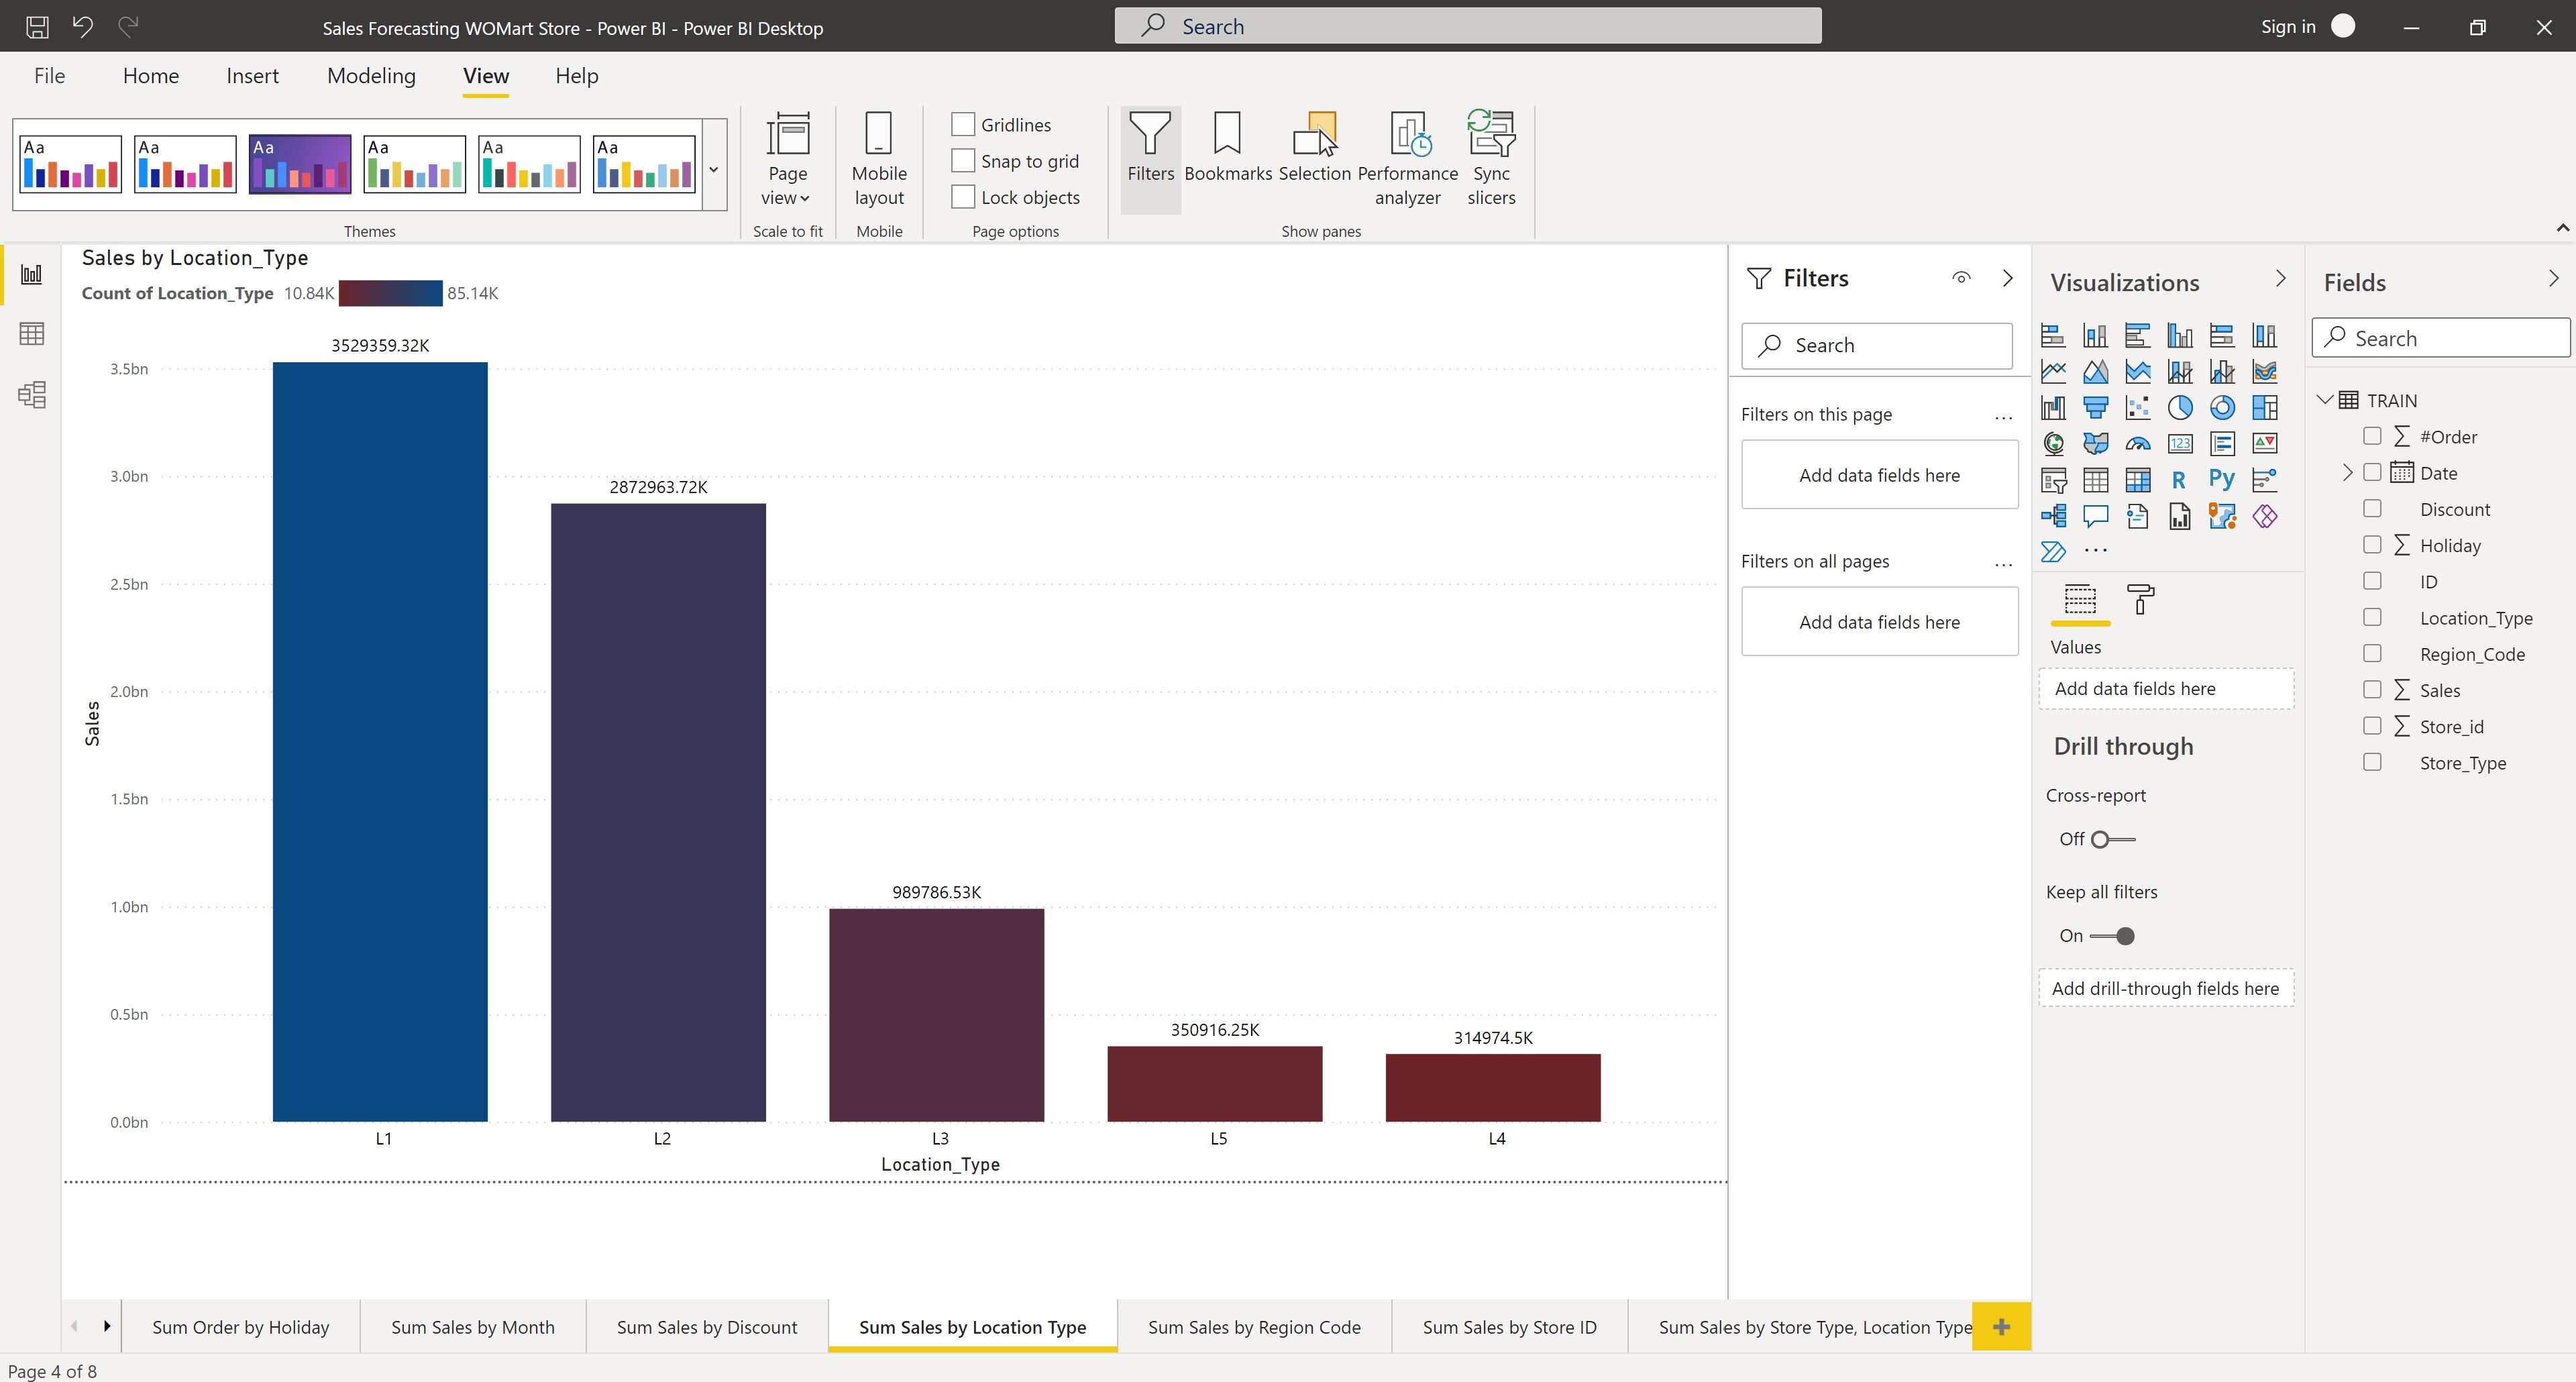 Sales Forecasting WOMart Store - Power BI - Power BI Desktop
Search
Sign in
File Home Insert Modeling View Help
Aa Aa Aa Aa Aa Aa
Page view
Mobile layout
Gridlines
Snap to grid
Lock objects
Filters
Bookmarks
Selection
Performance analyzer
Sync slicers
Themes
Scale to fit
Mobile
Page options
Show panes
Sales by Location_Type
Count of Location_Type 10.84K 85.14K
3.5bn
3.0bn
2.5bn
2.0bn
1.5bn
1.0bn
0.5bn
0.0bn
Sales
3529359.32K
2872963.72K
989786.53K
350916.25K
314974.5K
L1 L2 L3 L5 L4
Location_Type
Filters
Search
Filters on this page ...
Add data fields here
Filters on all pages ...
Add data fields here
Visualizations
123
R Py
...
Values
Add data fields here
Drill through
Cross-report
Off
Keep all filters
On
Add drill-through fields here
Fields
Search
TRAIN
∑ #Order
Date
Discount
∑ Holiday
ID
Location_Type
Region_Code
∑ Sales
∑ Store_id
Store_Type
Sum Order by Holiday
Sum Sales by Month
Sum Sales by Discount
Sum Sales by Location Type
Sum Sales by Region Code
Sum Sales by Store ID
Sum Sales by Store Type, Location Type
Page 4 of 8